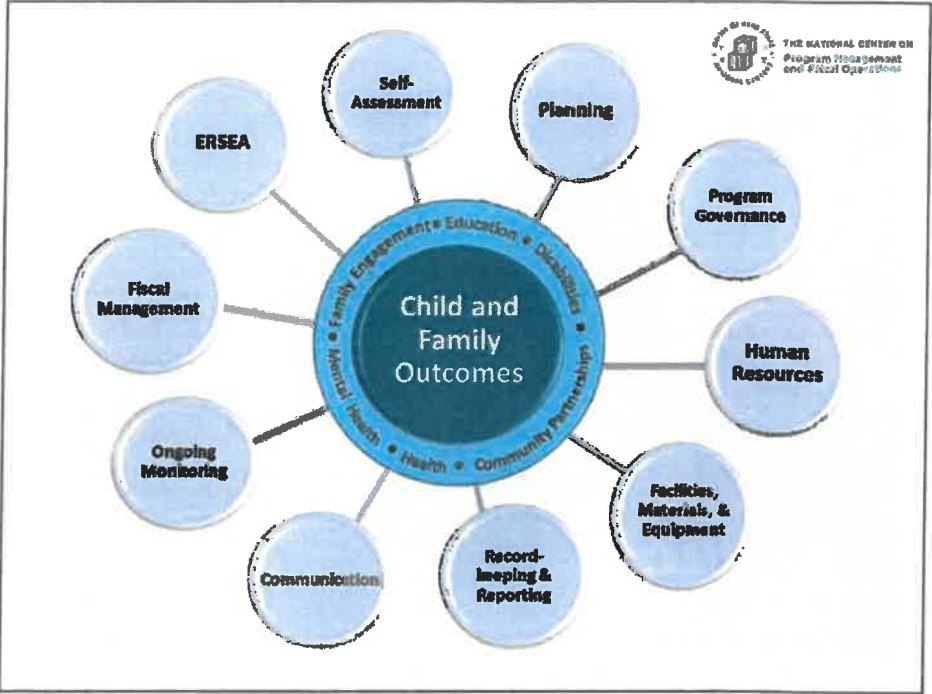 THE NATIONAL CENTER ON
Program Management
and Fiscal Operations
Self-
Assessment
Planning
ERSEA
Program
Governance
Fiscal
Management
Human
Resources
Ongoing
Monitoring
Facilities,
Materials, &
Equipment
Communication
Record-
keeping &
Reporting
Family Engagement • Education • Disabilities • Community Partnerships • Health • Mental Health •
Child and
Family
Outcomes